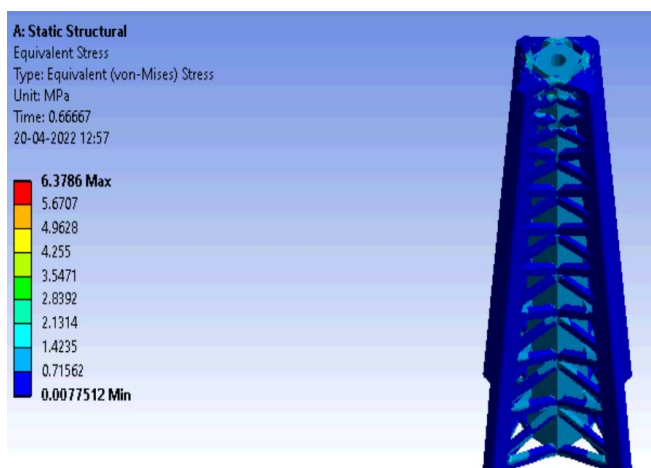 A: Static Structural
Equivalent Stress
Type: Equivalent (von-Mises) Stress
Unit: MPa
Time: 0.66667
20-04-2022 12:57
6.3786 Max
5.6707
4.9628
4.255
3.5471
2.8392
2.1314
1.4235
0.71562
0.0077512 Min